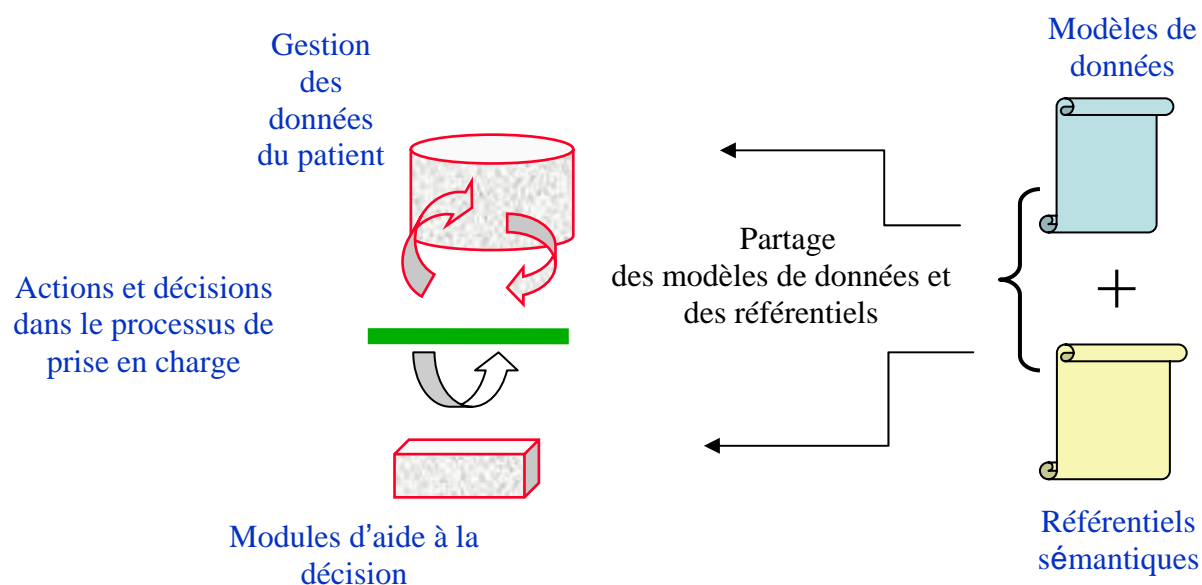 Gestion
des
données
du patient
Modèles de
données
Actions et décisions
dans le processus de
prise en charge
Partage
des modèles de données et
des référentiels
+
Modules d'aide à la
décision
Référentiels
sémantiques